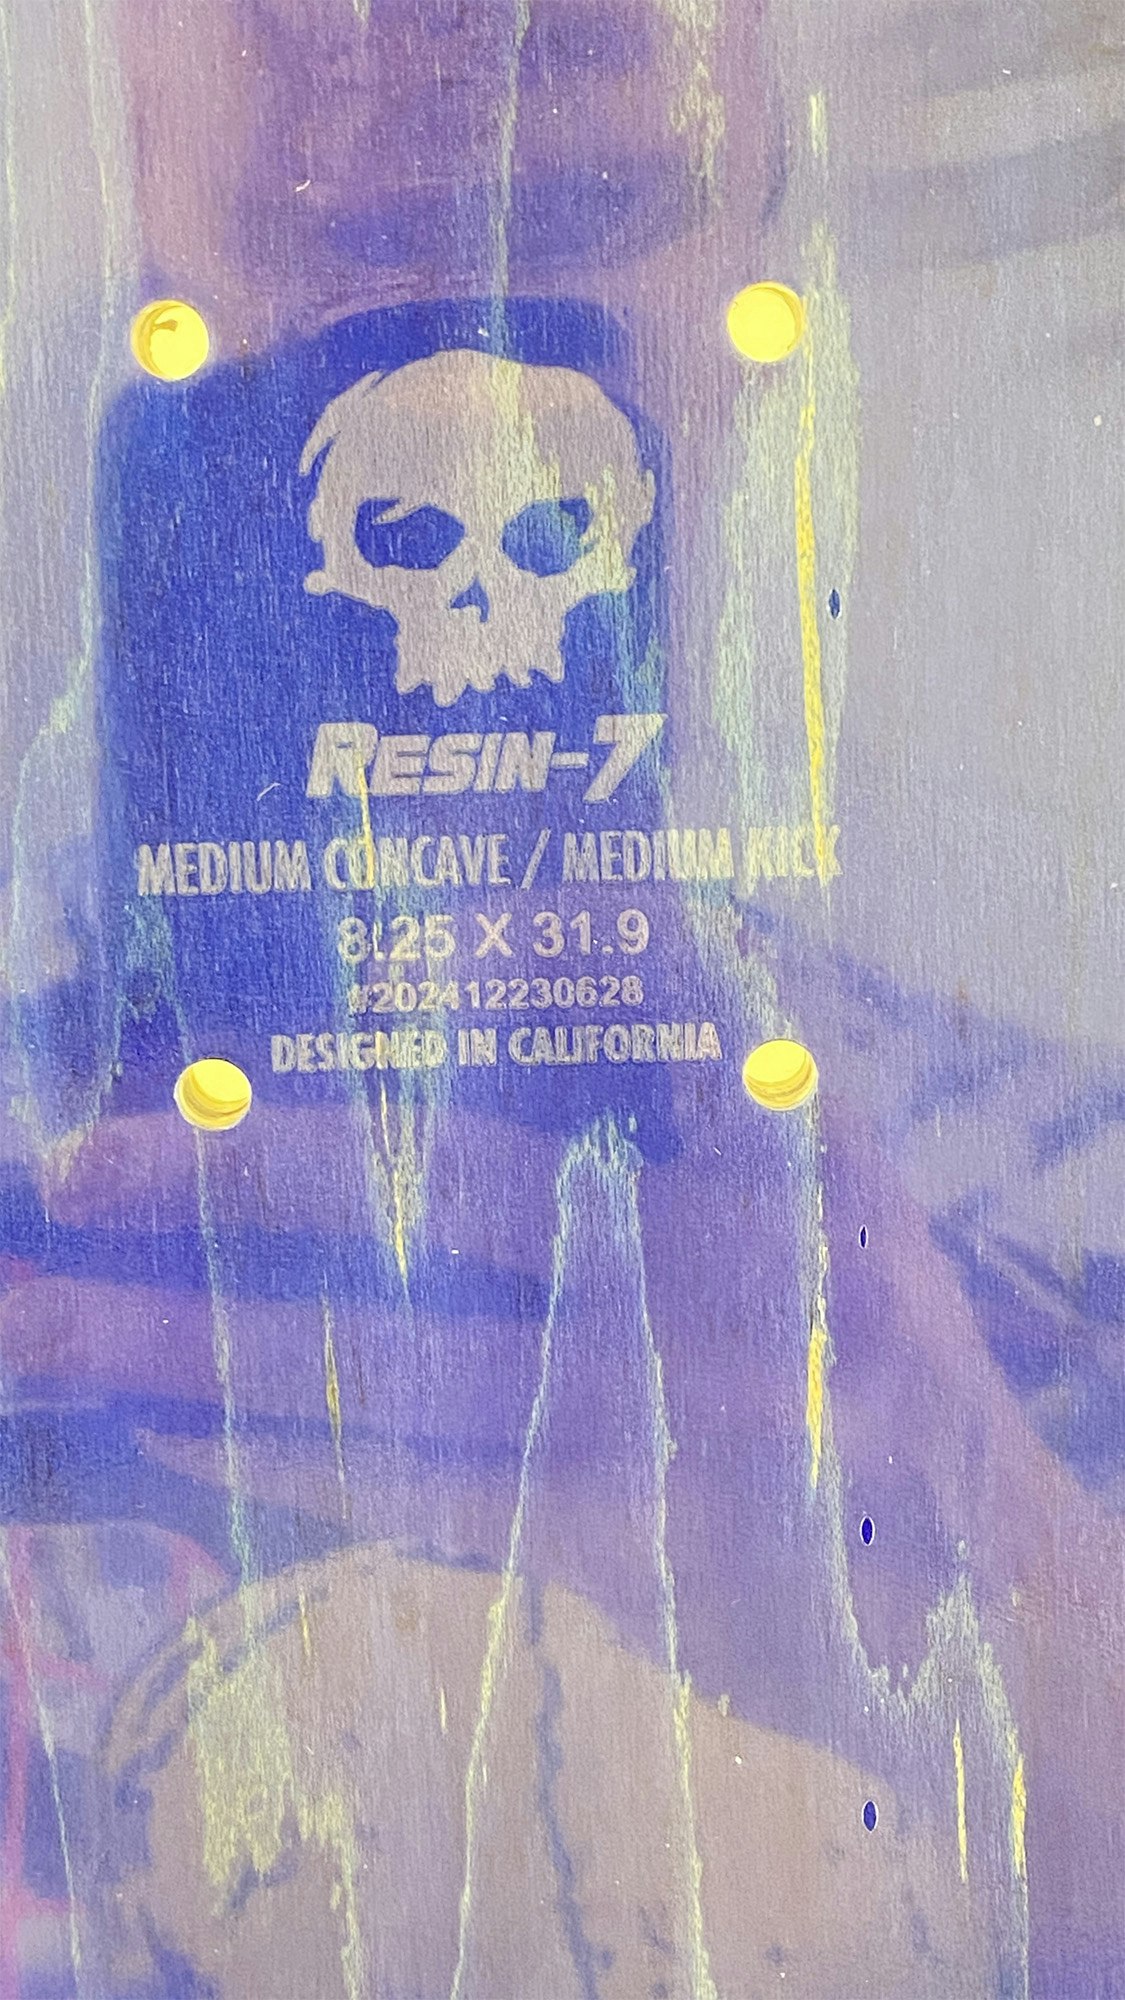 RESIN-7
MEDIUM CONCAVE / MEDIUM KICK
8.25 X 31.9
#202412230628
DESIGNED IN CALIFORNIA